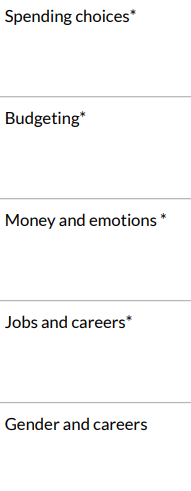 Spending choices*
Budgeting*
Money and emotions *
Jobs and careers*
Gender and careers